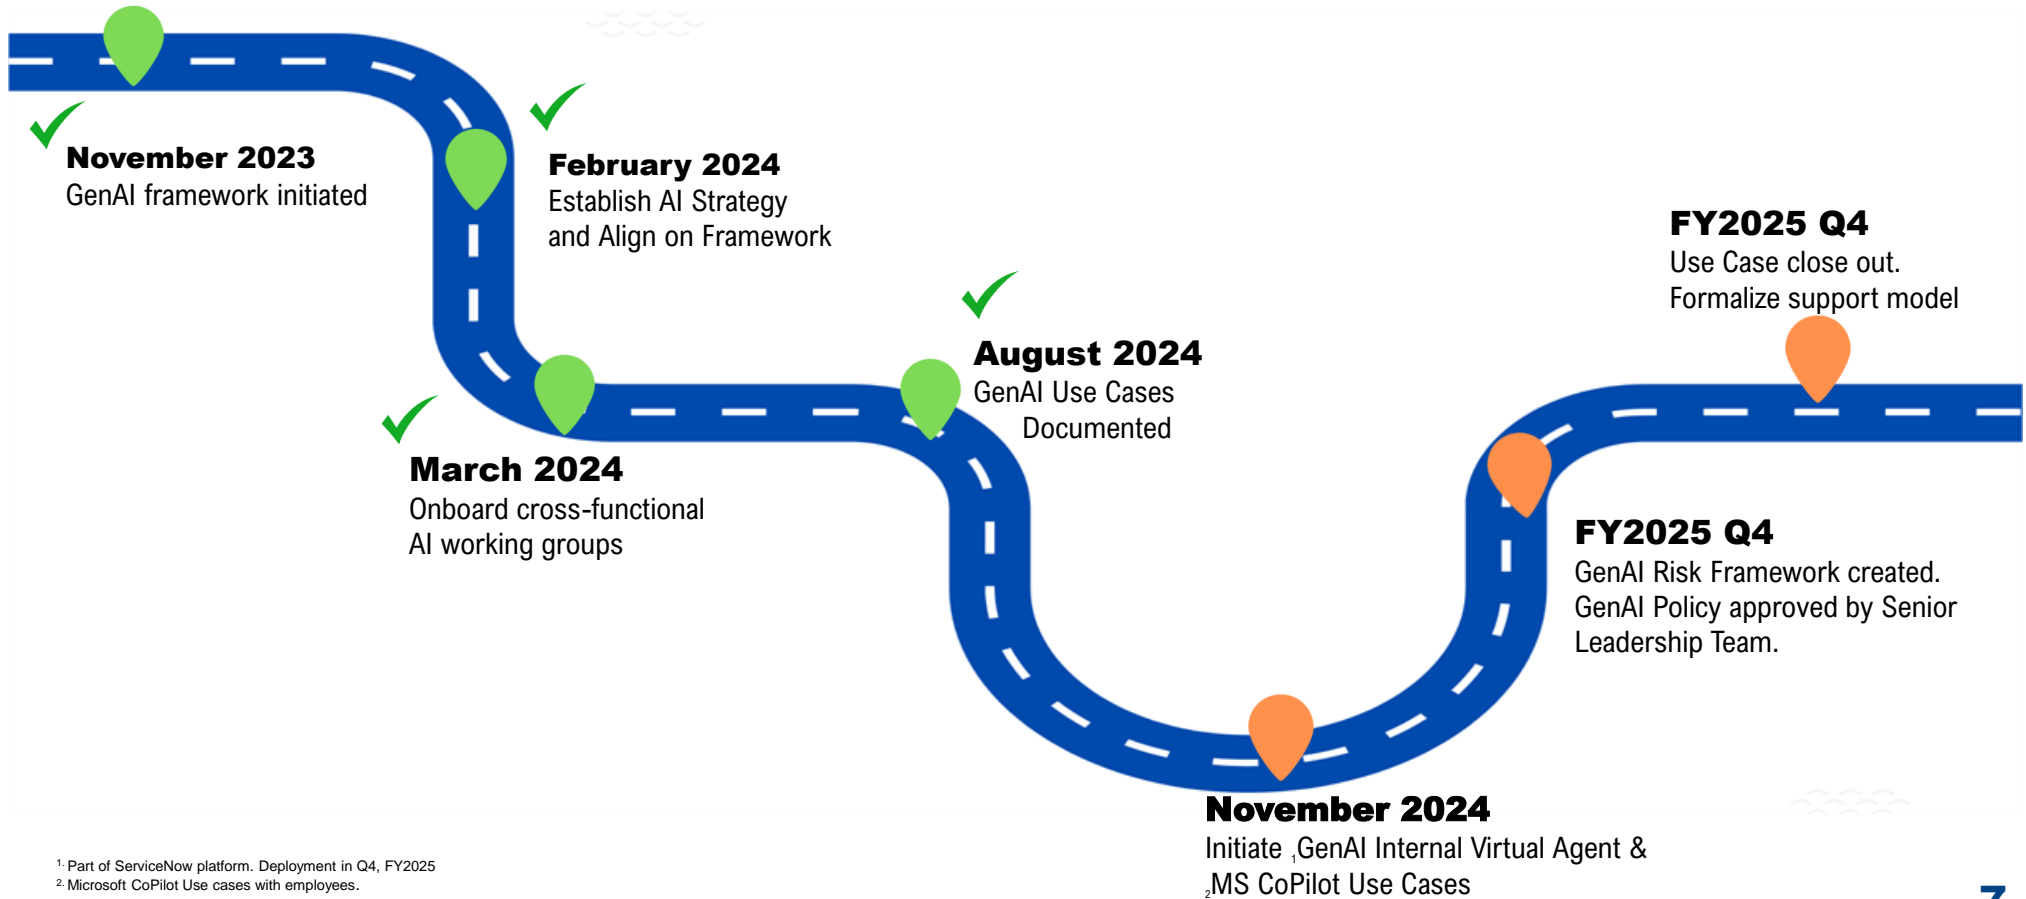 November 2023
GenAI framework initiated
February 2024
Establish AI Strategy
and Align on Framework
March 2024
Onboard cross-functional
AI working groups
August 2024
GenAI Use Cases
Documented
November 2024
Initiate 1GenAI Internal Virtual Agent &
2MS CoPilot Use Cases
FY2025 Q4
GenAI Risk Framework created.
GenAI Policy approved by Senior
Leadership Team.
FY2025 Q4
Use Case close out.
Formalize support model
1. Part of ServiceNow platform. Deployment in Q4, FY2025
2. Microsoft CoPilot Use cases with employees.